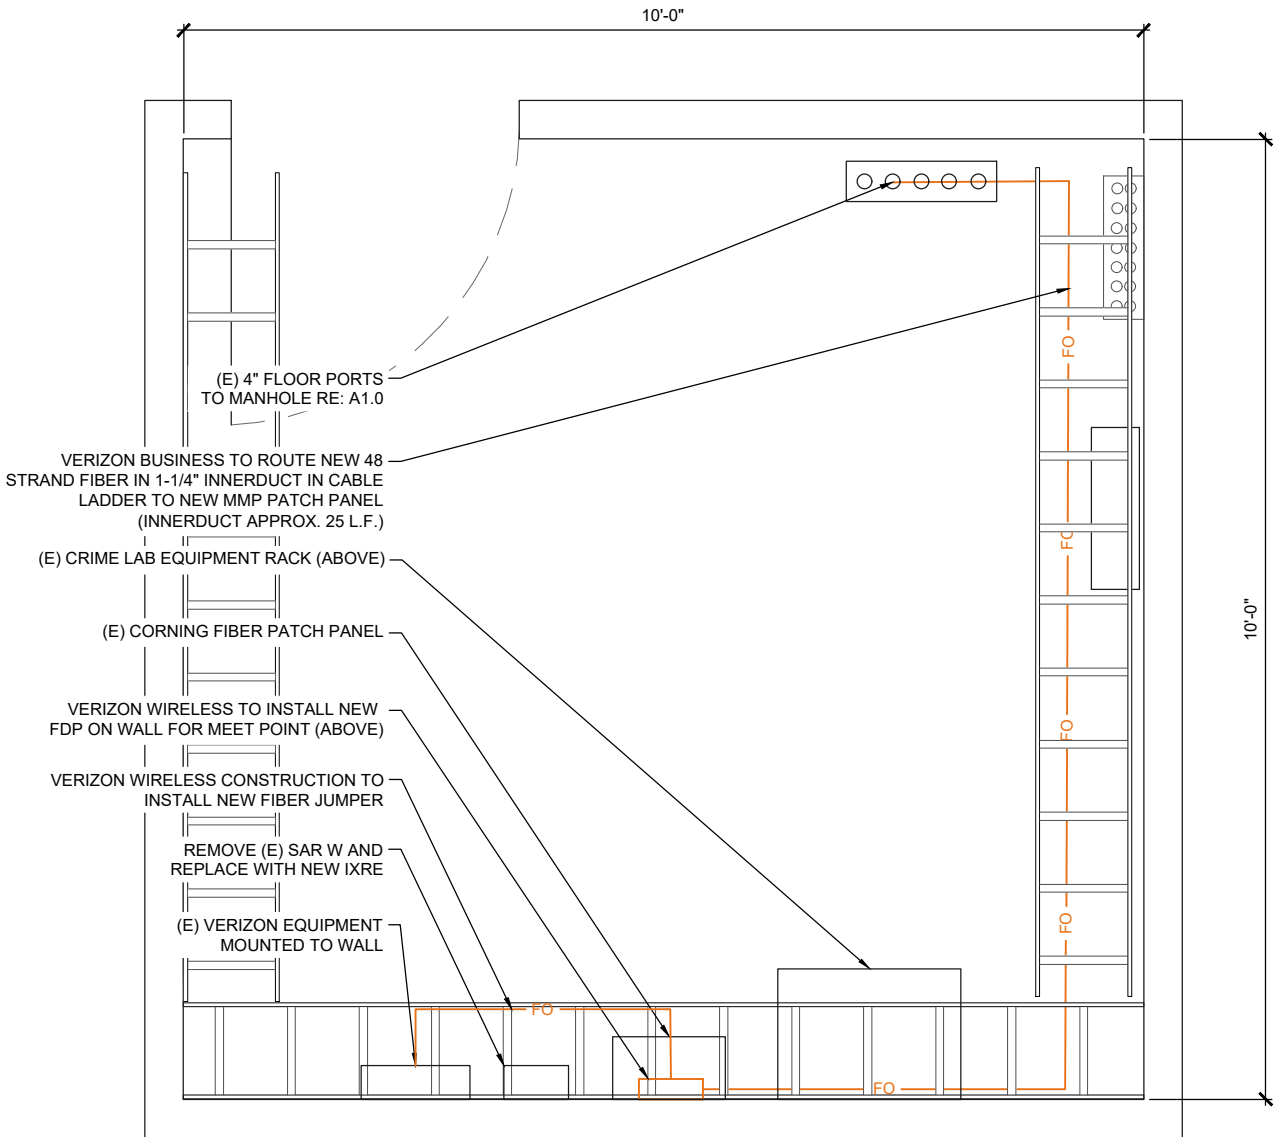 10'-0"
(E) 4" FLOOR PORTS
TO MANHOLE RE: A1.0
VERIZON BUSINESS TO ROUTE NEW 48
STRAND FIBER IN 1-1/4" INNERDUCT IN CABLE
LADDER TO NEW MMP PATCH PANEL
(INNERDUCT APPROX. 25 L.F.)
(E) CRIME LAB EQUIPMENT RACK (ABOVE)
(E) CORNING FIBER PATCH PANEL
VERIZON WIRELESS TO INSTALL NEW
FDP ON WALL FOR MEET POINT (ABOVE)
VERIZON WIRELESS CONSTRUCTION TO
INSTALL NEW FIBER JUMPER
REMOVE (E) SAR W AND
REPLACE WITH NEW IXRE
(E) VERIZON EQUIPMENT
MOUNTED TO WALL
FO
FO
FO
FO
FO
FO
10'-0"